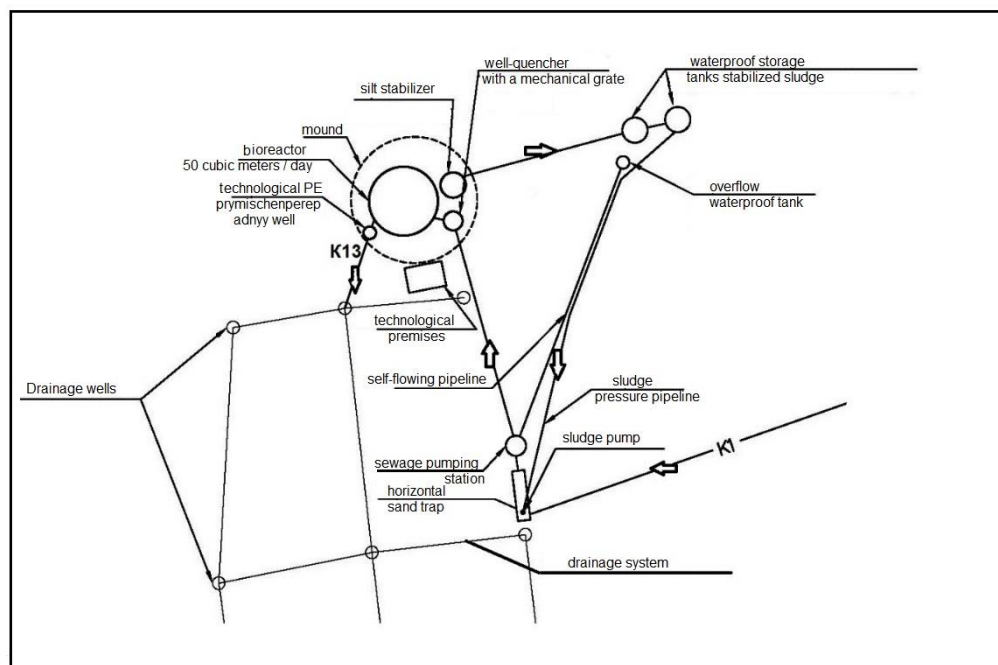 well-quencher
with a mechanical grate
waterproof storage
tanks stabilized sludge
silt stabilizer
mound
bioreactor
50 cubic meters / day
technological PE
prymischenperep
adnyy well
overflow
waterproof tank
K13
technological
premises
self-flowing pipeline
Drainage wells
sludge
pressure pipeline
sludge pump
K1
sewage pumping
station
horizontal
sand trap
drainage system